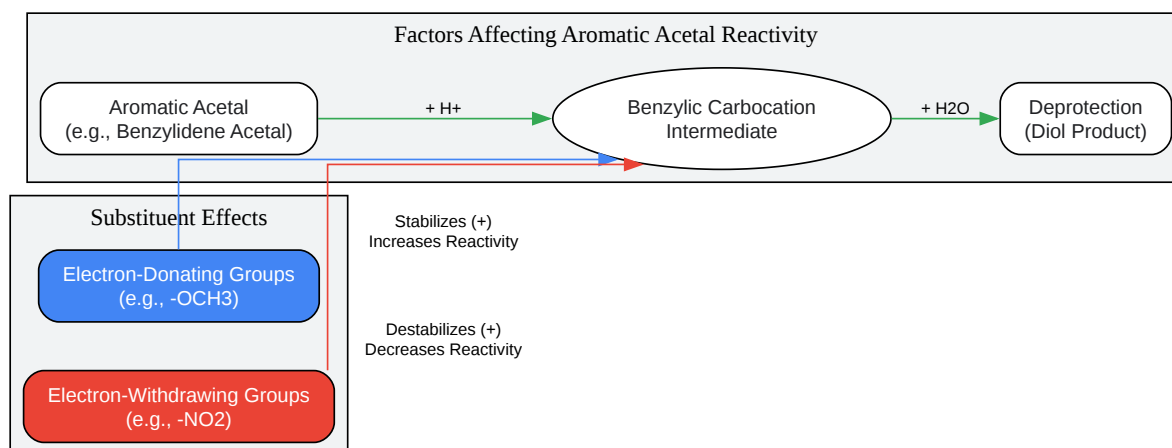 Factors Affecting Aromatic Acetal Reactivity
Aromatic Acetal
(e.g., Benzylidene Acetal)
+ H+
Benzylic Carbocation
Intermediate
+ H2O
Deprotection
(Diol Product)
Substituent Effects
Stabilizes (+)
Increases Reactivity
Electron-Donating Groups
(e.g., -OCH3)
Destabilizes (+)
Decreases Reactivity
Electron-Withdrawing Groups
(e.g., -NO2)